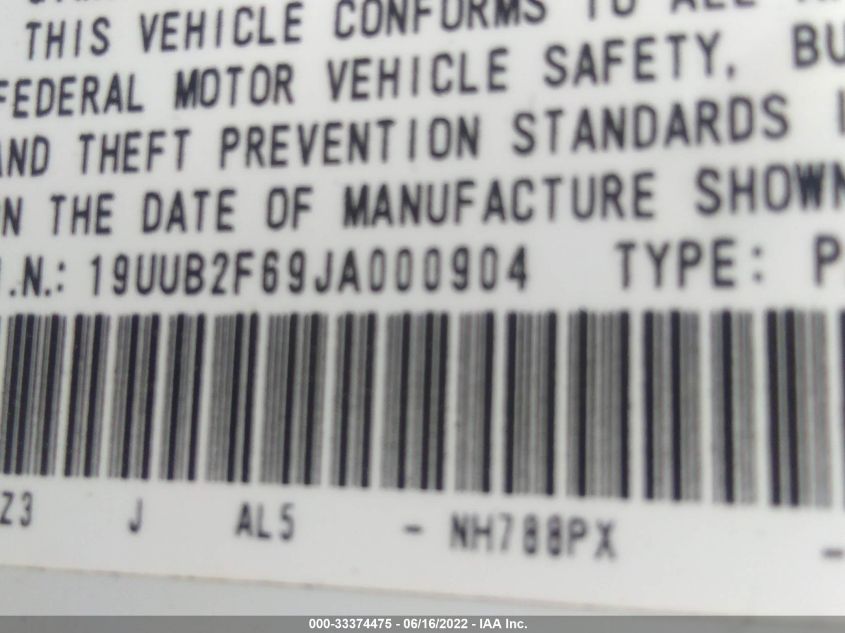 THIS VEHICLE CONFORMS TO ALL
FEDERAL MOTOR VEHICLE SAFETY, BU
AND THEFT PREVENTION STANDARDS
ON THE DATE OF MANUFACTURE SHOWN
.N.: 19UUB2F69JA000904 TYPE: P
Z3 J AL5 - NH788PX -
000-33374475 - 06/16/2022 - IAA Inc.